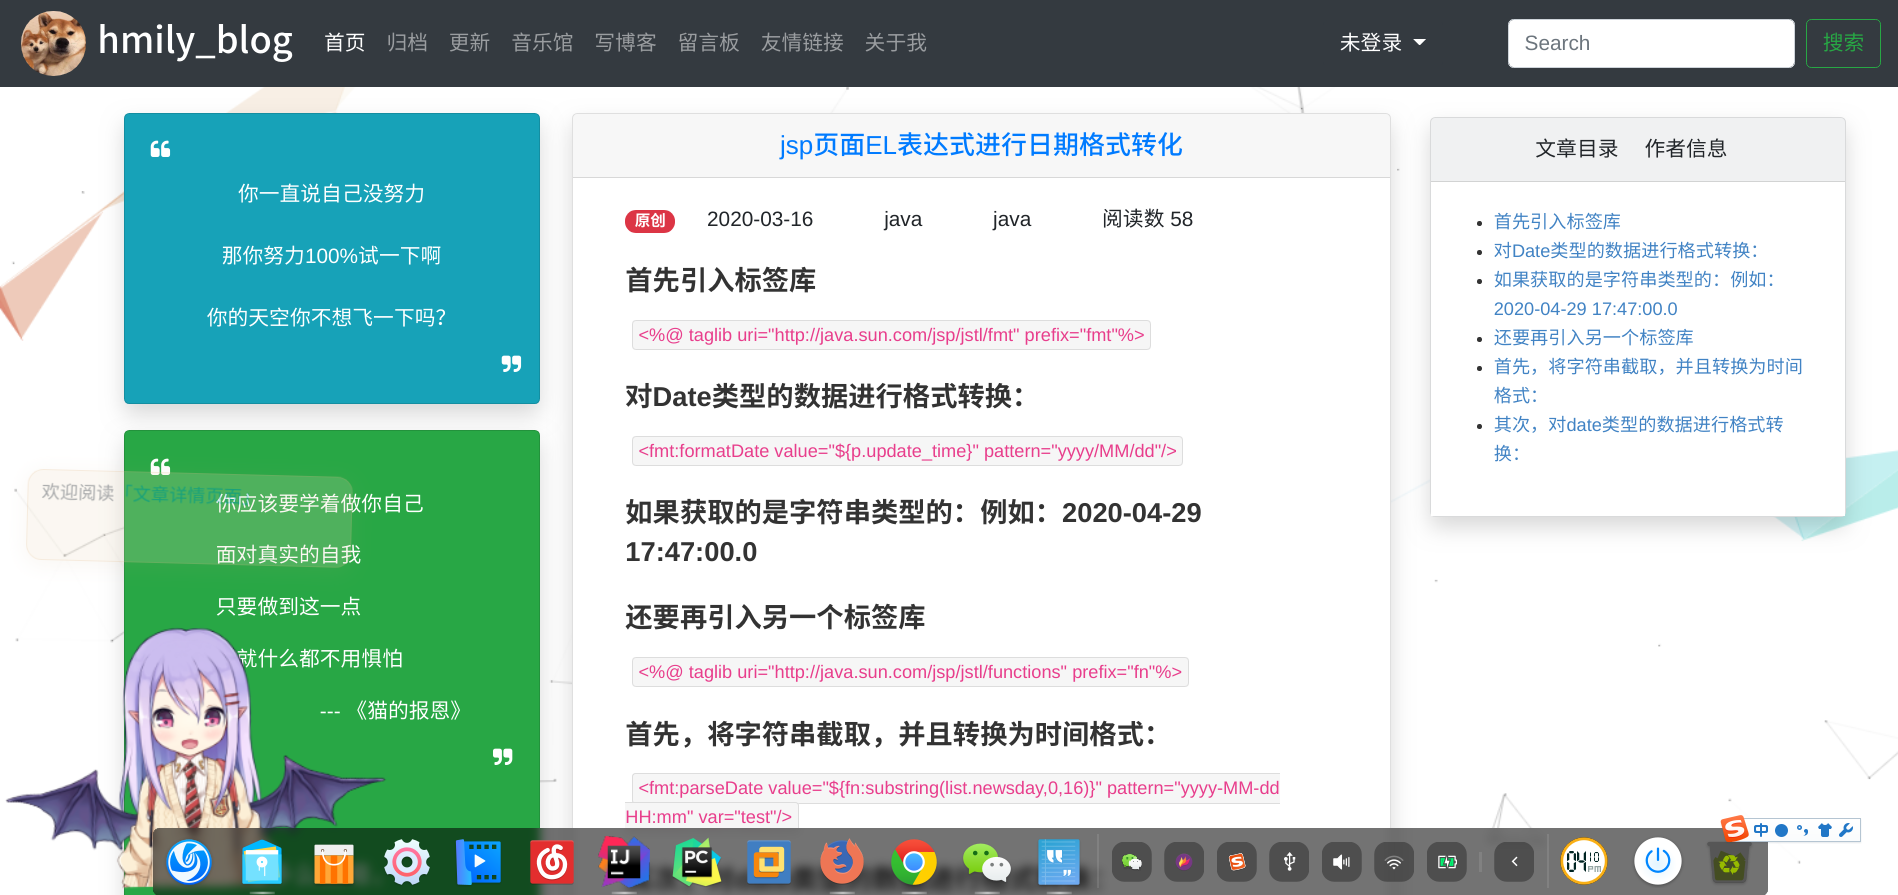 hmily_blog 首页 归档 更新 音乐馆 写博客 留言板 友情链接 关于我 未登录 Search 搜索
你一直说自己没努力
那你努力100%试一下啊
你的天空你不想飞一下吗?
欢迎阅读「文章详情页面
你应该要学着做你自己
面对真实的自我
只要做到这一点
就什么都不用惧怕
--- 《猫的报恩》
jsp页面EL表达式进行日期格式转化
原创 2020-03-16 java java 阅读数 58
首先引入标签库
<%@ taglib uri="http://java.sun.com/jsp/jstl/fmt" prefix="fmt"%>
对Date类型的数据进行格式转换：
<fmt:formatDate value="${p.update_time}" pattern="yyyy/MM/dd"/>
如果获取的是字符串类型的：例如：2020-04-29
17:47:00.0
还要再引入另一个标签库
<%@ taglib uri="http://java.sun.com/jsp/jstl/functions" prefix="fn"%>
首先，将字符串截取，并且转换为时间格式：
<fmt:parseDate value="${fn:substring(list.newsday,0,16)}" pattern="yyyy-MM-dd
HH:mm" var="test"/>
文章目录 作者信息
首先引入标签库
对Date类型的数据进行格式转换：
如果获取的是字符串类型的：例如：
2020-04-29 17:47:00.0
还要再引入另一个标签库
首先，将字符串截取，并且转换为时间
格式：
其次，对date类型的数据进行格式转
换：
中
IJ PC 04 10 PM